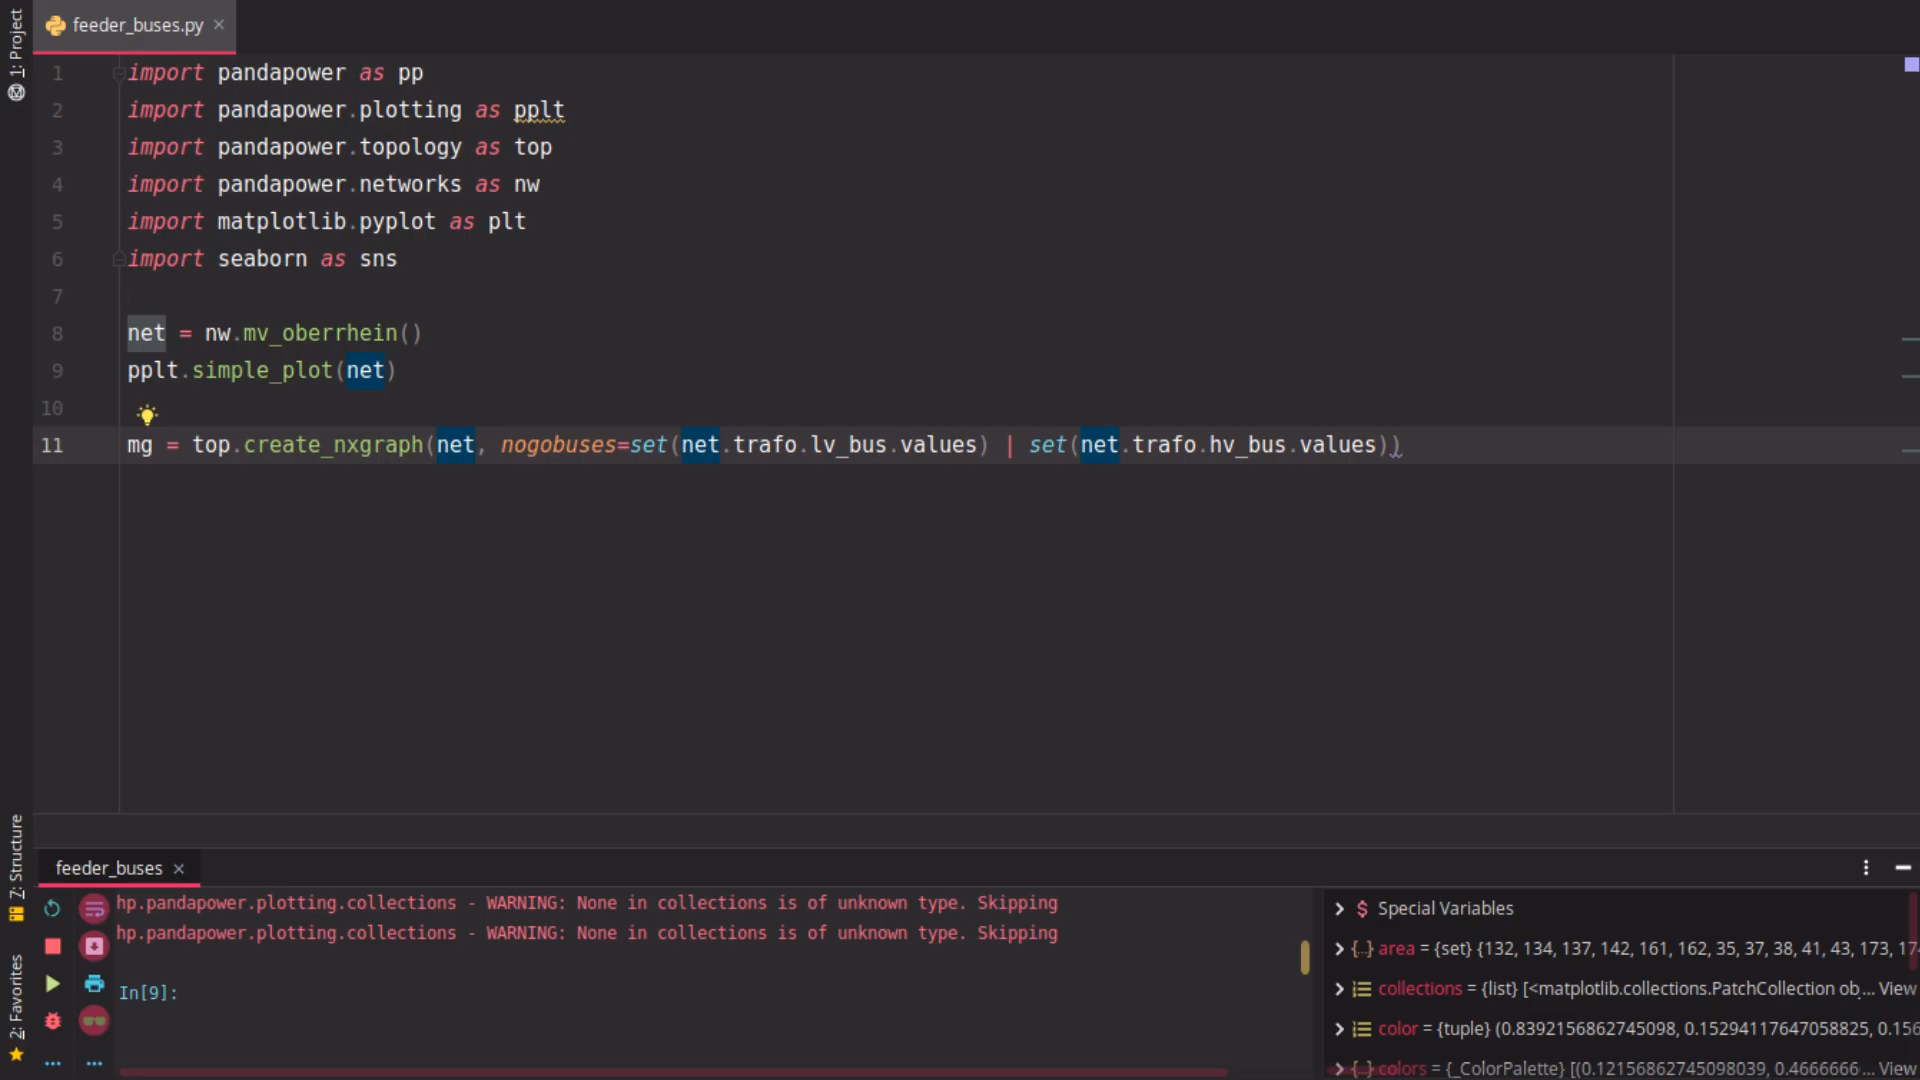 1: Project
feeder_buses.py ×
1 import pandapower as pp
2 import pandapower.plotting as pplt
3 import pandapower.topology as top
4 import pandapower.networks as nw
5 import matplotlib.pyplot as plt
6 import seaborn as sns
7
8 net = nw.mv_oberrhein()
9 pplt.simple_plot(net)
10
11 mg = top.create_nxgraph(net, nogobuses=set(net.trafo.lv_bus.values) | set(net.trafo.hv_bus.values))
7: Structure
2: Favorites
feeder_buses ×
hp.pandapower.plotting.collections - WARNING: None in collections is of unknown type. Skipping
hp.pandapower.plotting.collections - WARNING: None in collections is of unknown type. Skipping
In[9]:
Special Variables
area = {set} {132, 134, 137, 142, 161, 162, 35, 37, 38, 41, 43, 173, 17
collections = {list} [<matplotlib.collections.PatchCollection ob... View
color = {tuple} (0.8392156862745098, 0.15294117647058825, 0.156
colors = {_ColorPalette} [(0.12156862745098039, 0.4666666... View